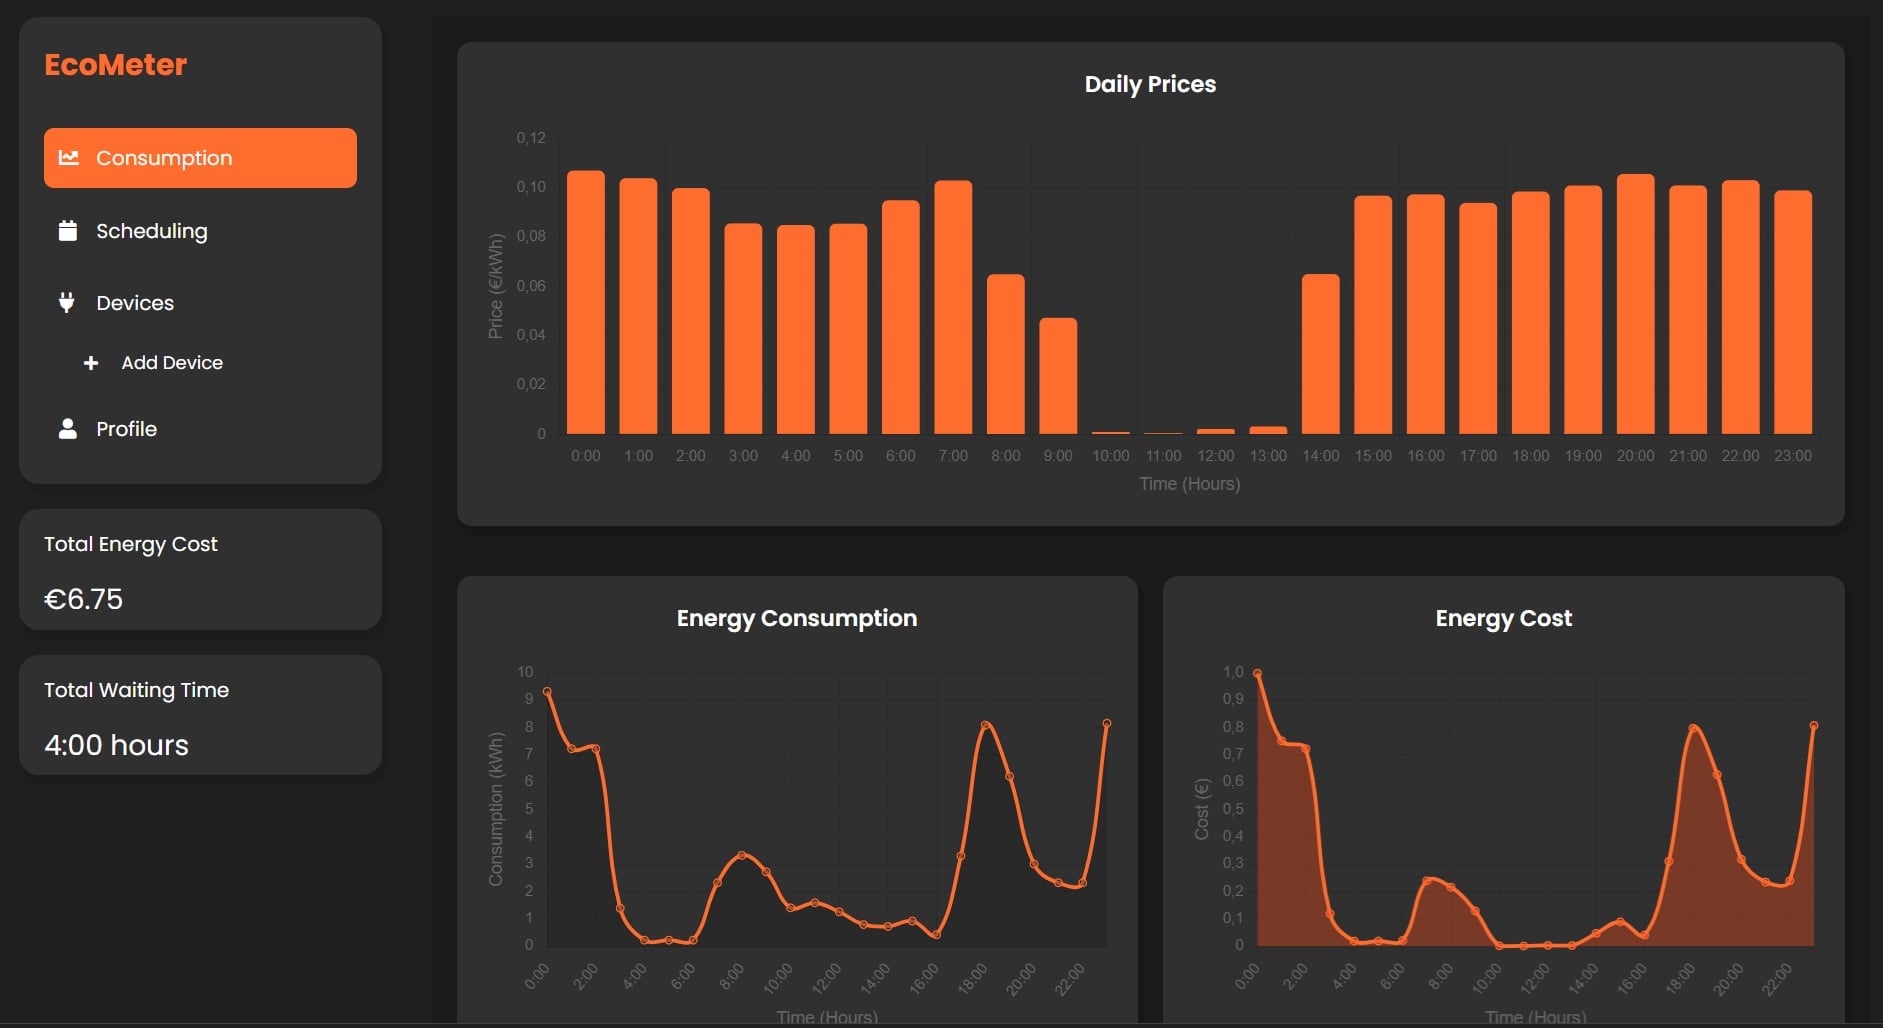 EcoMeter
Consumption
Scheduling
Devices
Add Device
Profile
Total Energy Cost
€6.75
Total Waiting Time
4:00 hours
Daily Prices
Price (€/kWh)
0,12
0,10
0,08
0,06
0,04
0,02
0
0:00 1:00 2:00 3:00 4:00 5:00 6:00 7:00 8:00 9:00 10:00 11:00 12:00 13:00 14:00 15:00 16:00 17:00 18:00 19:00 20:00 21:00 22:00 23:00
Time (Hours)
Energy Consumption
Consumption (kWh)
10
9
8
7
6
5
4
3
2
1
0
0:00 2:00 4:00 6:00 8:00 10:00 12:00 14:00 16:00 18:00 20:00 22:00
Time (Hours)
Energy Cost
Cost (€)
1,0
0,9
0,8
0,7
0,6
0,5
0,4
0,3
0,2
0,1
0
0:00 2:00 4:00 6:00 8:00 10:00 12:00 14:00 16:00 18:00 20:00 22:00
Time (Hours)